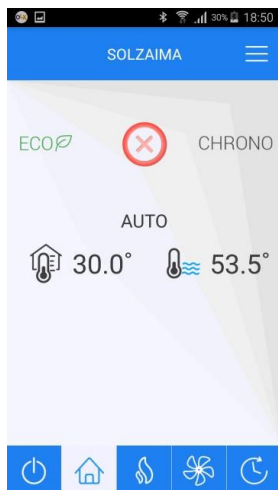 30% 18:50
SOLZAIMA
ECO CHRONO
AUTO
30.0° 53.5°